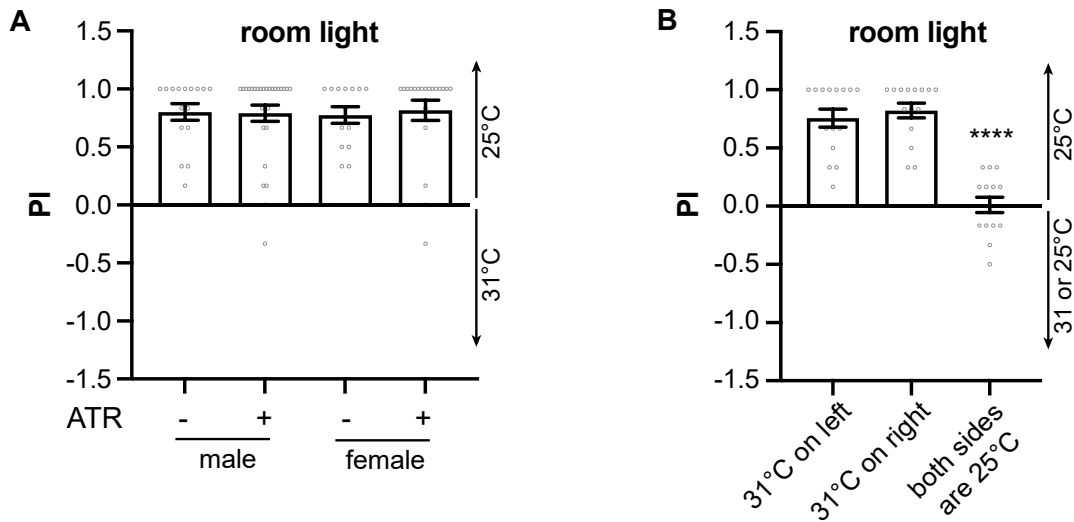 A
room light
1.5
1.0
0.5
0.0
-0.5
-1.0
-1.5
PI
25°C
31°C
ATR
- + - +
male female
B
room light
1.5
1.0
0.5
0.0
-0.5
-1.0
-1.5
PI
****
25°C
31 or 25°C
31°C on left
31°C on right
both sides
are 25°C